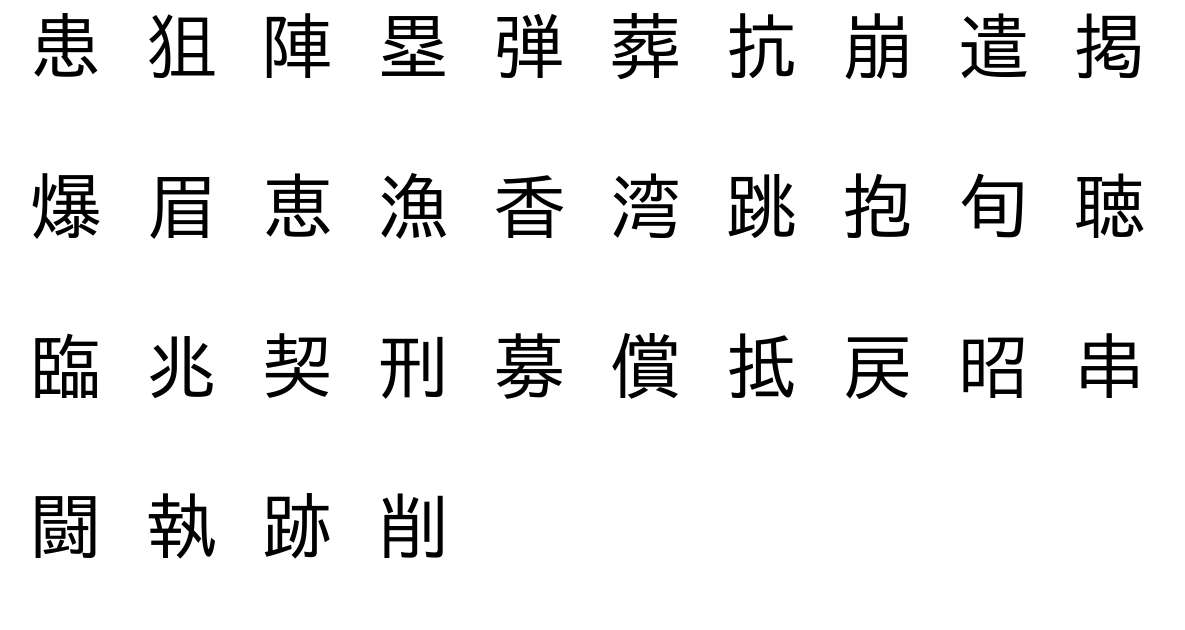 患狙陣塁弾葬抗崩遣掲
爆眉恵漁香湾跳抱旬聴
臨兆契刑募償抵戻昭串
闘執跡削